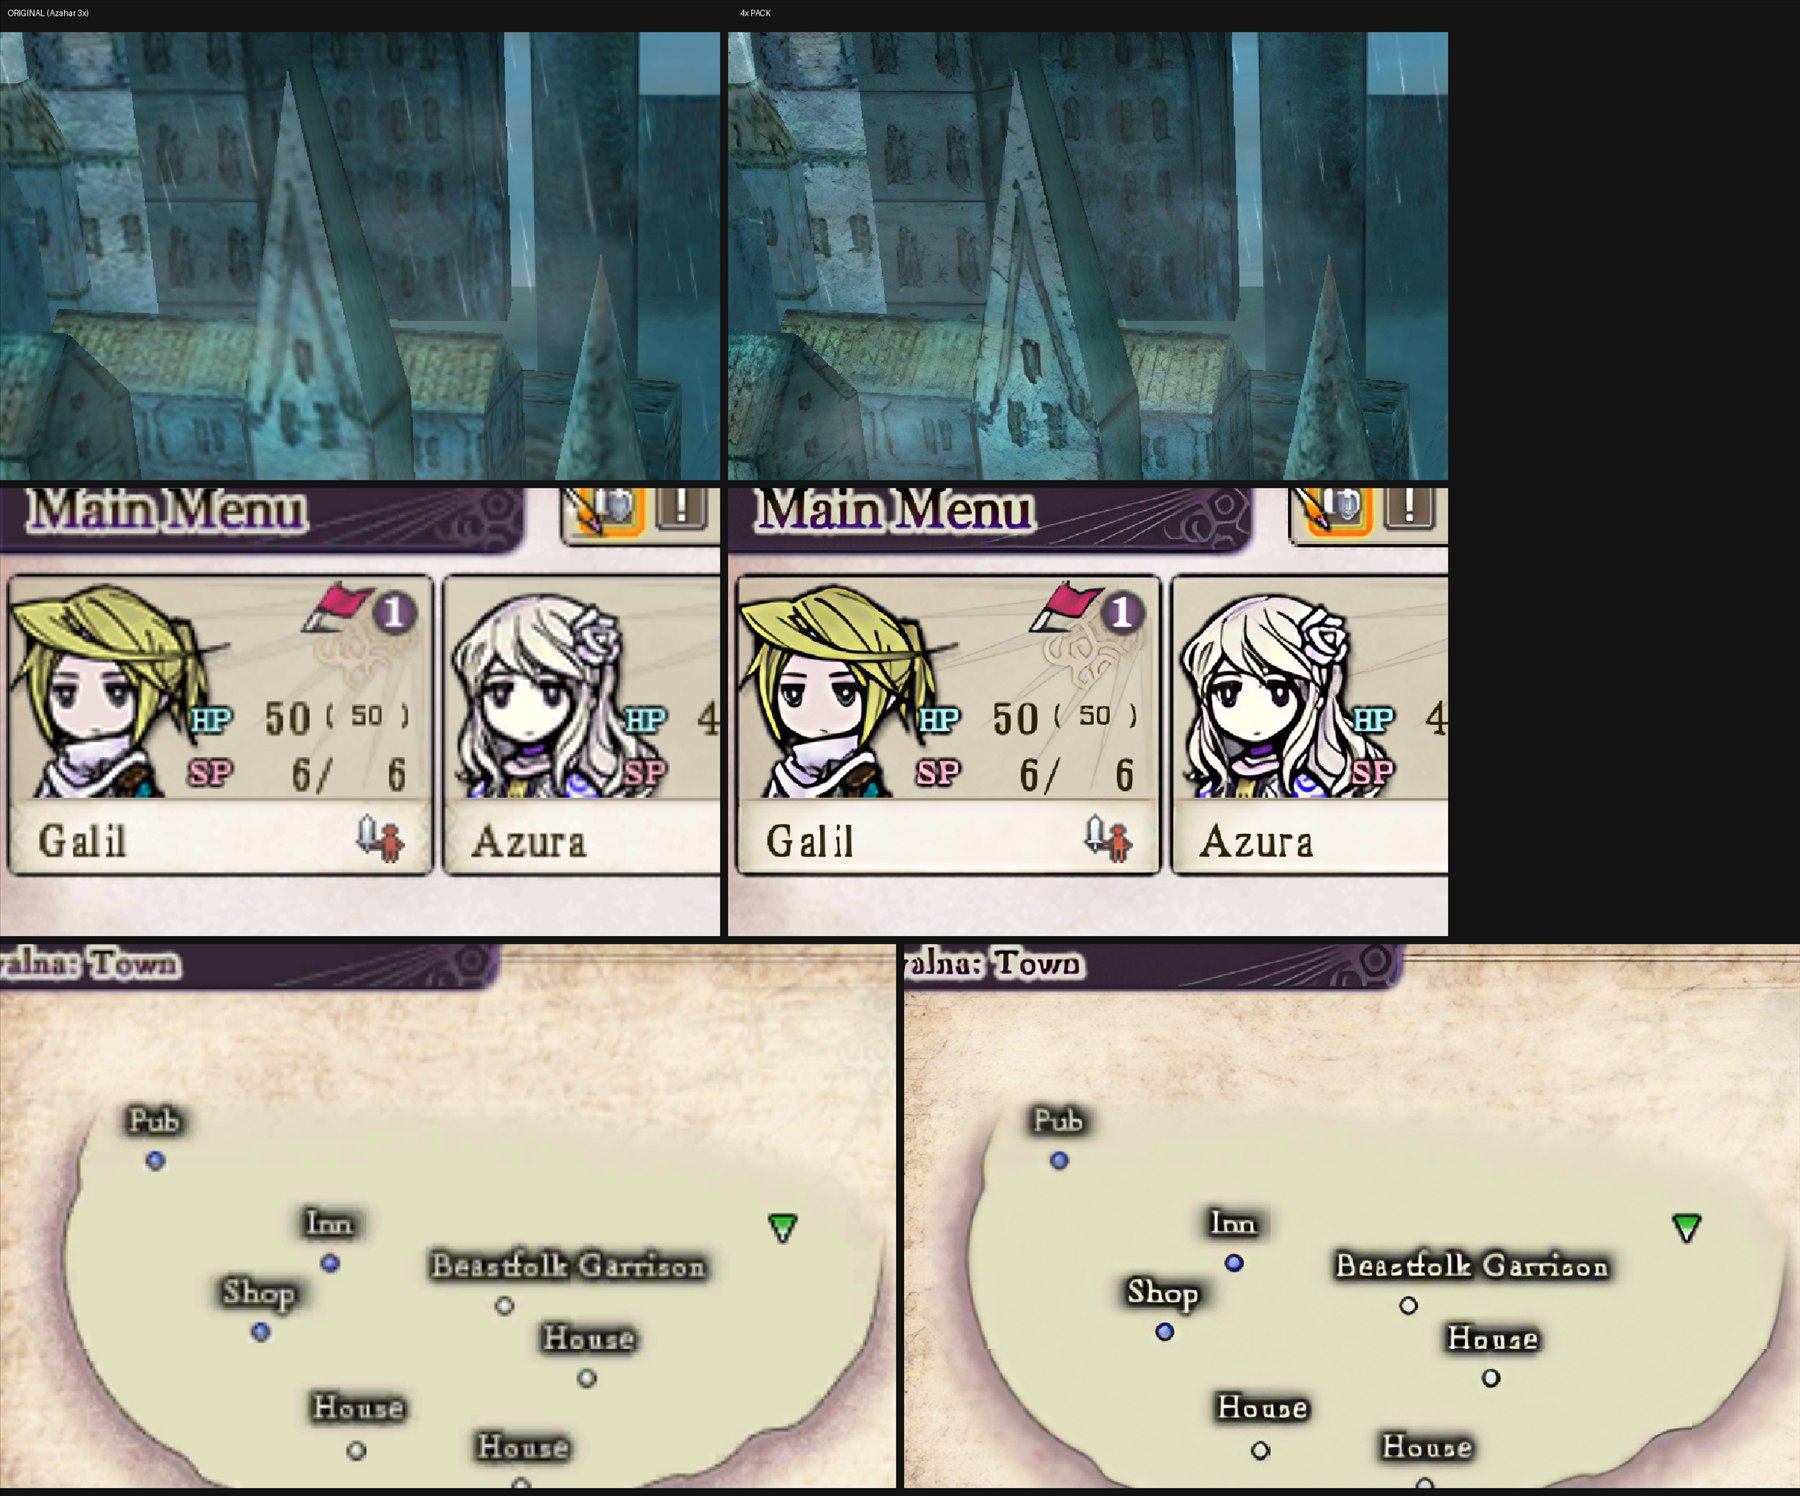 ORIGINAL (Azahar 3x)
4x PACK
Main Menu
!
1
HP 50 ( 50 )
SP 6/ 6
Galil
HP 4
SP
Azura
Main Menu
!
1
HP 50 ( 50 )
SP 6/ 6
Galil
HP 4
SP
Azura
valna: Town
Pub
Inn
Beastfolk Garrison
Shop
House
House
House
valna: Town
Pub
Inn
Beastfolk Garrison
Shop
House
House
House